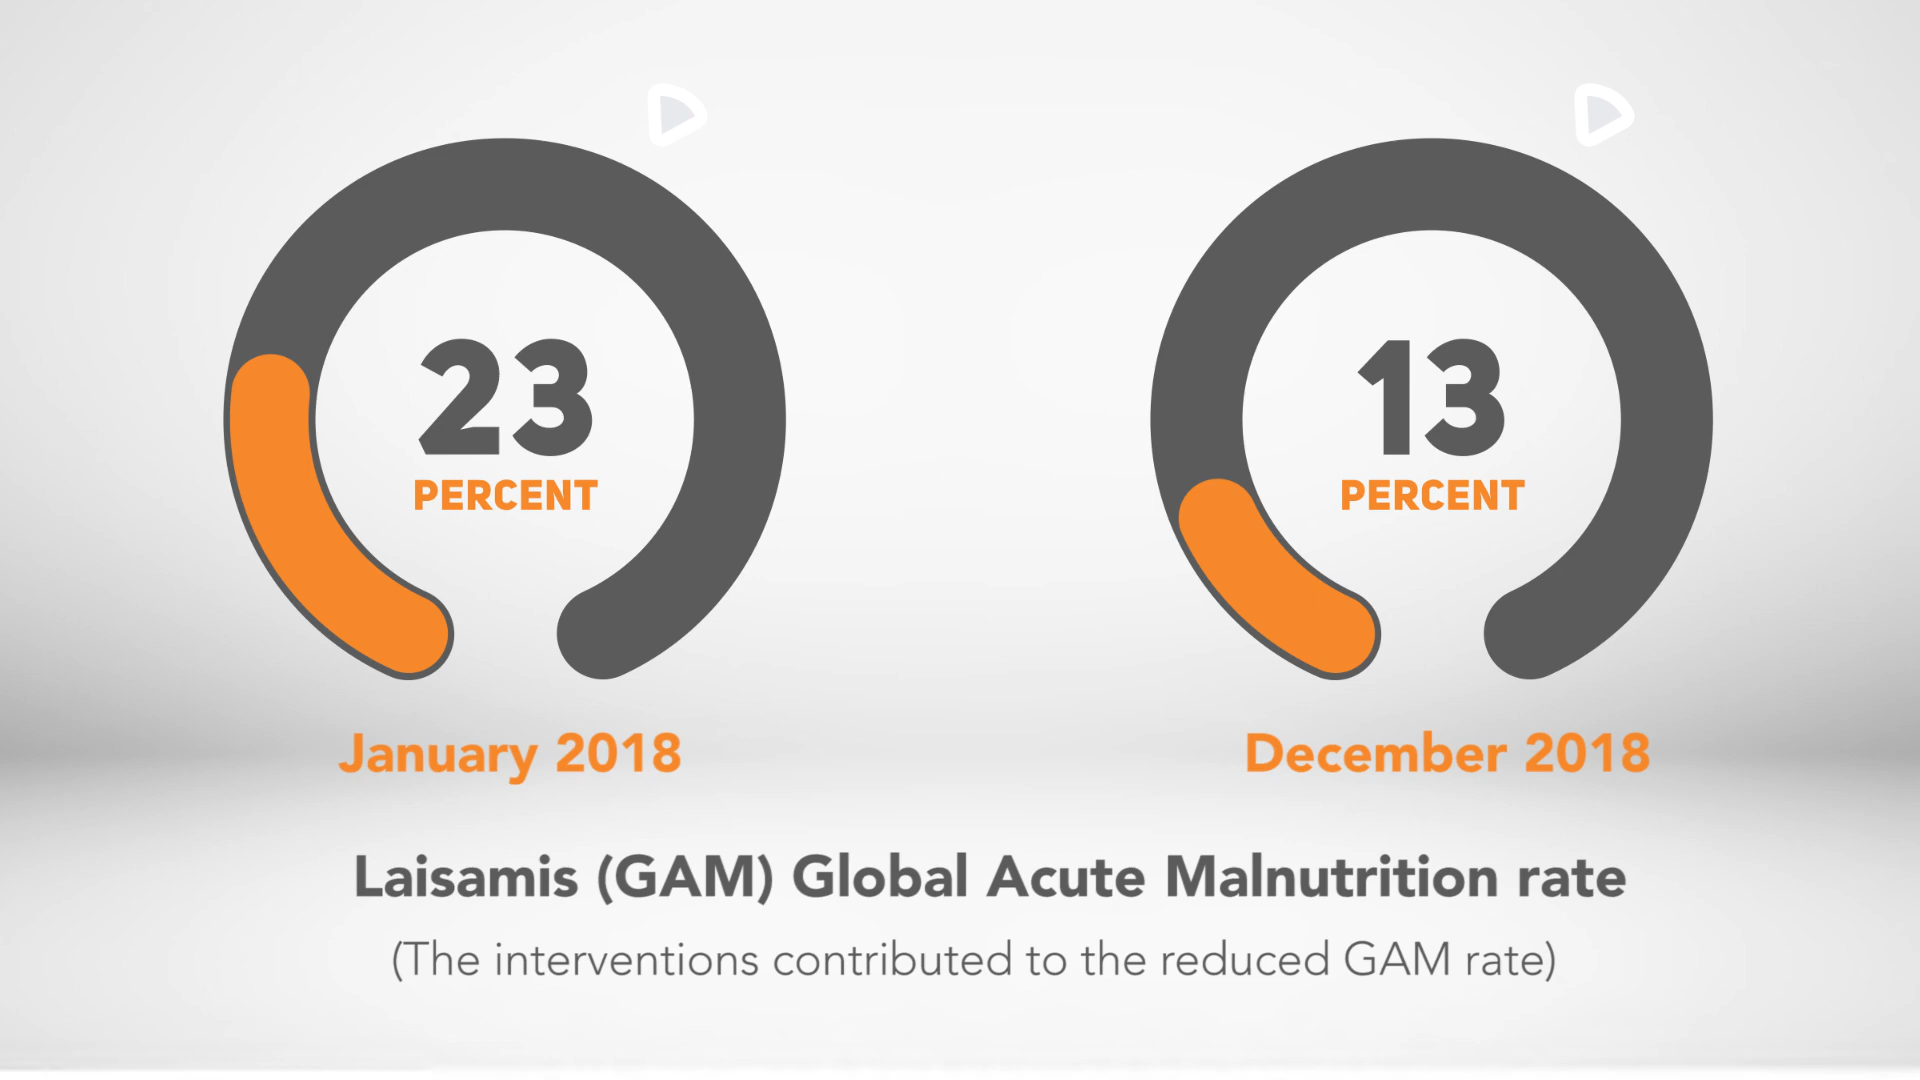 23
PERCENT
January 2018
13
PERCENT
December 2018
Laisamis (GAM) Global Acute Malnutrition rate
(The interventions contributed to the reduced GAM rate)